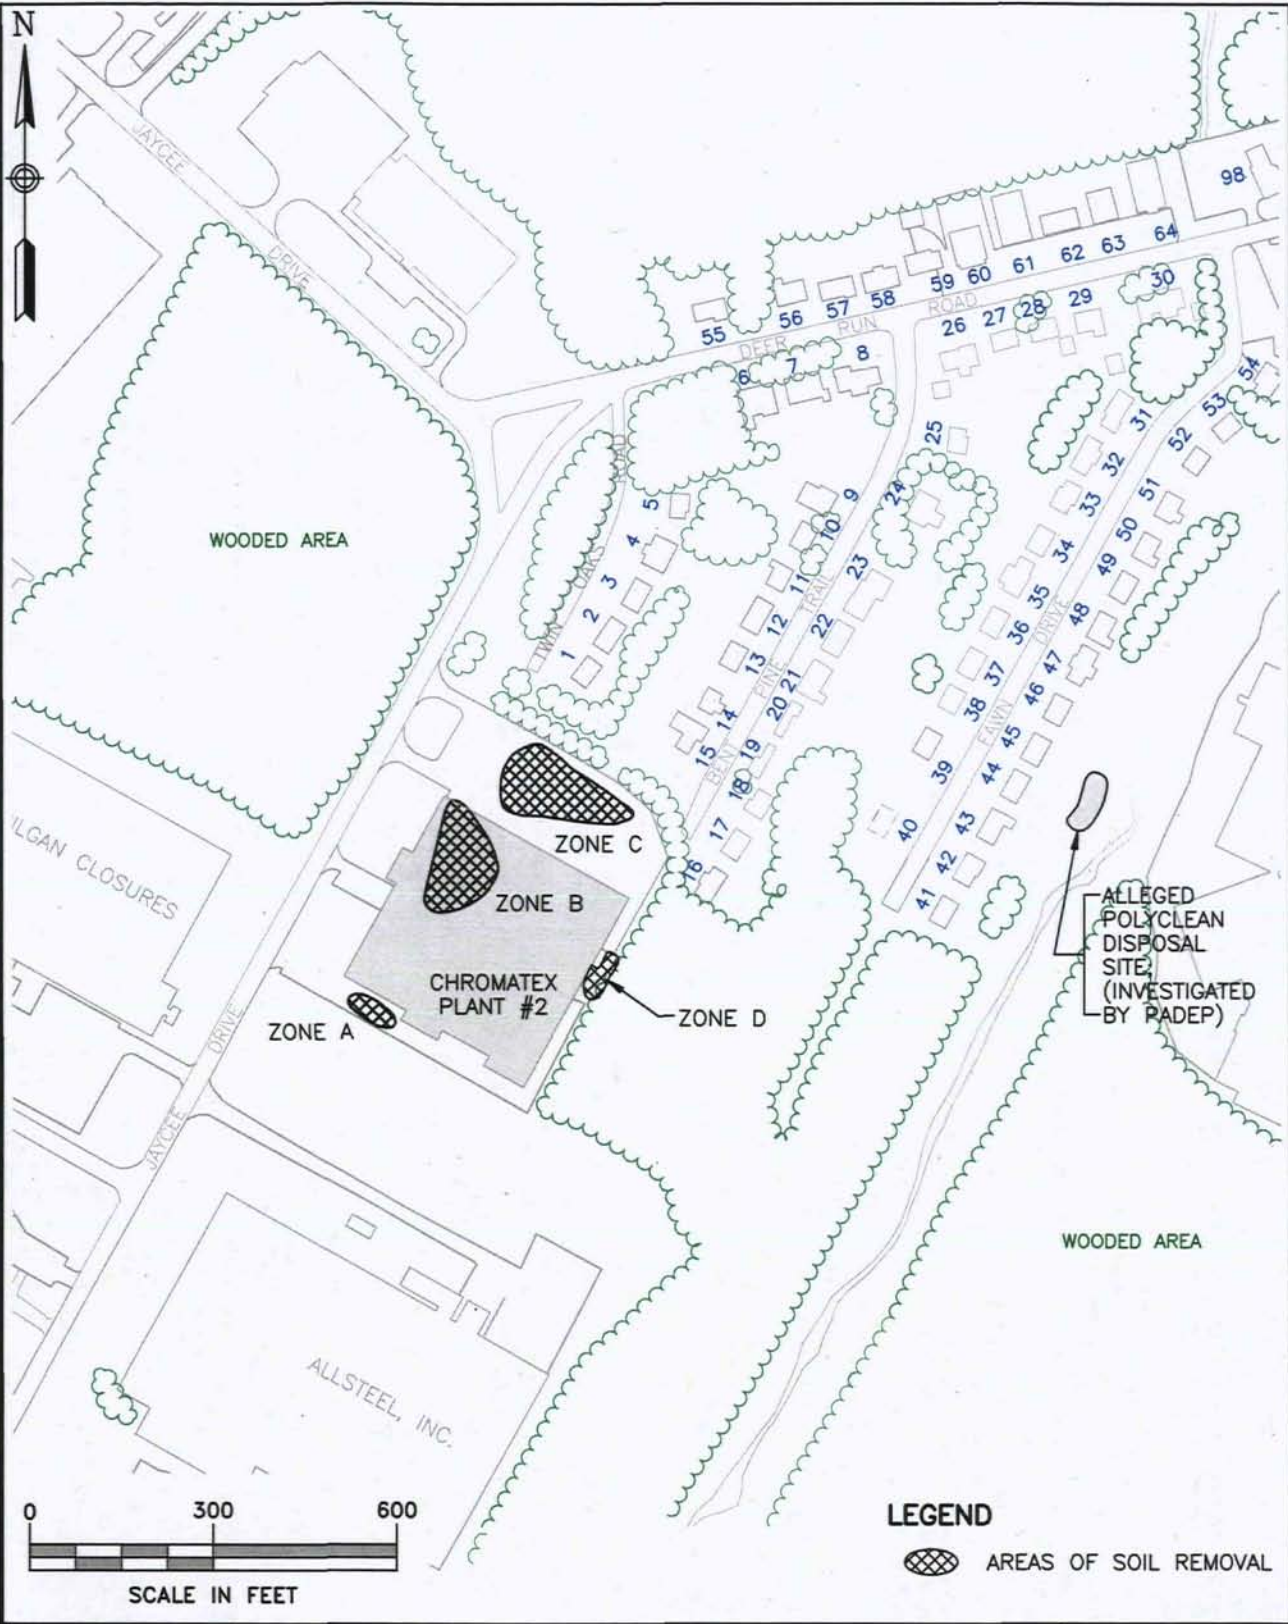 N
JAYCEE
DRIVE
98
64
63
62
61
60
59
58
57
56
55
DEER RUN ROAD
30
29
28
27
26
8
7
6
54
53
52
51
50
49
48
47
46
45
44
43
42
41
31
32
33
34
35
36
37
38
39
40
FAWN DRIVE
25
24
23
22
21
20
19
18
17
16
9
10
11
12
13
14
15
BENT PINE TRAIL
5
4
3
2
1
TWIN OAKS ROAD
WOODED AREA
ILGAN CLOSURES
ZONE C
ZONE B
CHROMATEX
PLANT #2
ZONE A
ZONE D
ALLEGED
POLYCLEAN
DISPOSAL
SITE
(INVESTIGATED
BY PADEP)
JAYCEE DRIVE
WOODED AREA
ALLSTEEL, INC.
0 300 600
SCALE IN FEET
LEGEND
AREAS OF SOIL REMOVAL